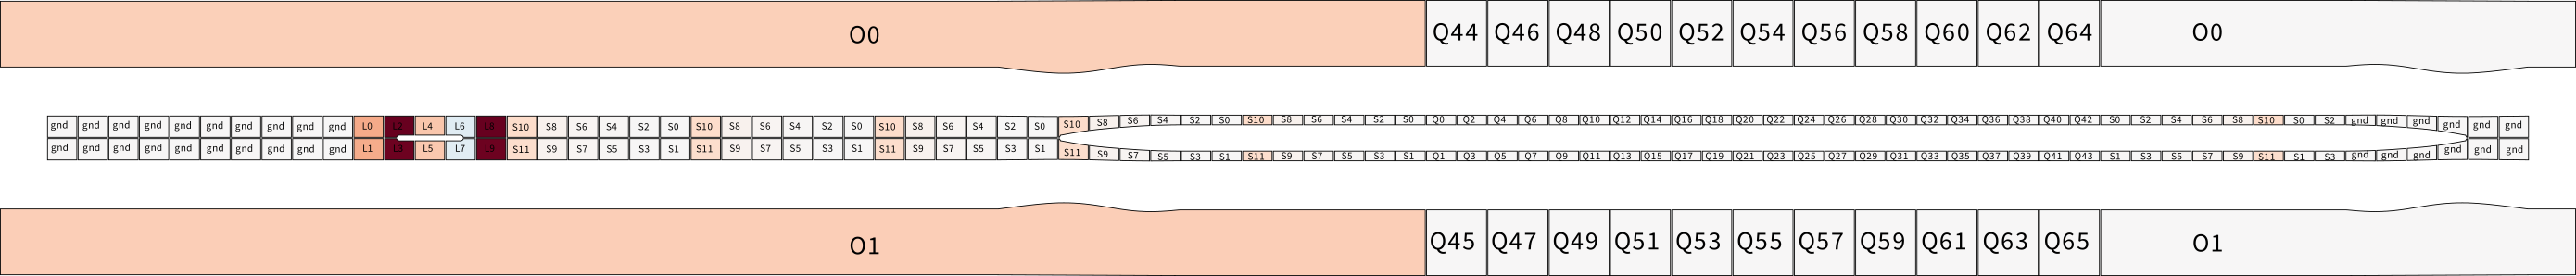 O0 Q44 Q46 Q48 Q50 Q52 Q54 Q56 Q58 Q60 Q62 Q64 O0
gnd gnd gnd gnd gnd gnd gnd gnd gnd gnd L0 L2 L4 L6 L8 S10 S8 S6 S4 S2 S0 S10 S8 S6 S4 S2 S0 S10 S8 S6 S4 S2 S0 S10 S8 S6 S4 S2 S0 S10 S8 S6 S4 S2 S0 Q0 Q2 Q4 Q6 Q8 Q10 Q12 Q14 Q16 Q18 Q20 Q22 Q24 Q26 Q28 Q30 Q32 Q34 Q36 Q38 Q40 Q42 S0 S2 S4 S6 S8 S10 S0 S2 gnd gnd gnd gnd gnd gnd
gnd gnd gnd gnd gnd gnd gnd gnd gnd gnd L1 L3 L5 L7 L9 S11 S9 S7 S5 S3 S1 S11 S9 S7 S5 S3 S1 S11 S9 S7 S5 S3 S1 S11 S9 S7 S5 S3 S1 S11 S9 S7 S5 S3 S1 Q1 Q3 Q5 Q7 Q9 Q11 Q13 Q15 Q17 Q19 Q21 Q23 Q25 Q27 Q29 Q31 Q33 Q35 Q37 Q39 Q41 Q43 S1 S3 S5 S7 S9 S11 S1 S3 gnd gnd gnd gnd gnd gnd
O1 Q45 Q47 Q49 Q51 Q53 Q55 Q57 Q59 Q61 Q63 Q65 O1